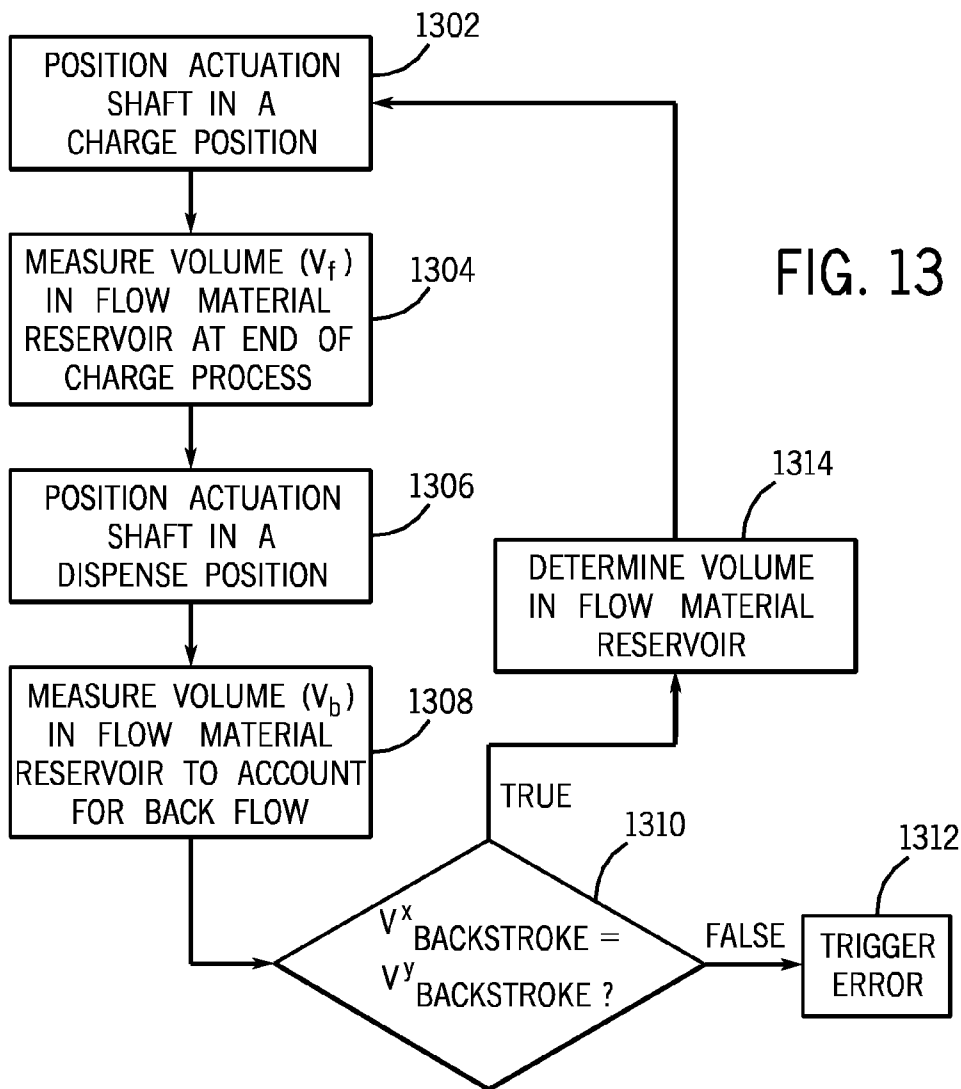 1302
POSITION ACTUATION
SHAFT IN A
CHARGE POSITION
MEASURE VOLUME (Vf)
IN FLOW MATERIAL
RESERVOIR AT END OF
CHARGE PROCESS
1304
FIG. 13
POSITION ACTUATION
SHAFT IN A
DISPENSE POSITION
1306
1314
DETERMINE VOLUME
IN FLOW MATERIAL
RESERVOIR
MEASURE VOLUME (Vb)
IN FLOW MATERIAL
RESERVOIR TO ACCOUNT
FOR BACK FLOW
1308
TRUE
1310
V^x BACKSTROKE =
V^y BACKSTROKE ?
FALSE
1312
TRIGGER
ERROR